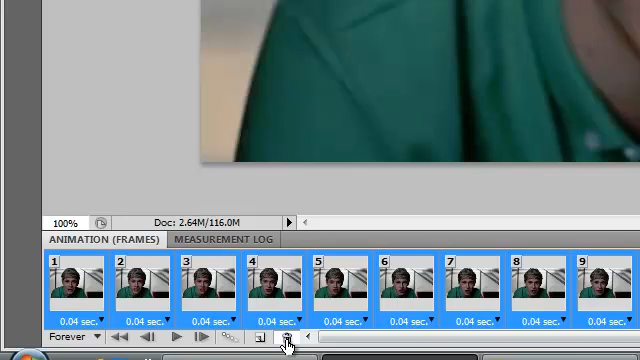 100% Doc: 2.64M/116.0M
ANIMATION (FRAMES) MEASUREMENT LOG
1 2 3 4 5 6 7 8 9
0.04 sec. 0.04 sec. 0.04 sec. 0.04 sec. 0.04 sec. 0.04 sec. 0.04 sec. 0.04 sec. 0.04 sec.
Forever